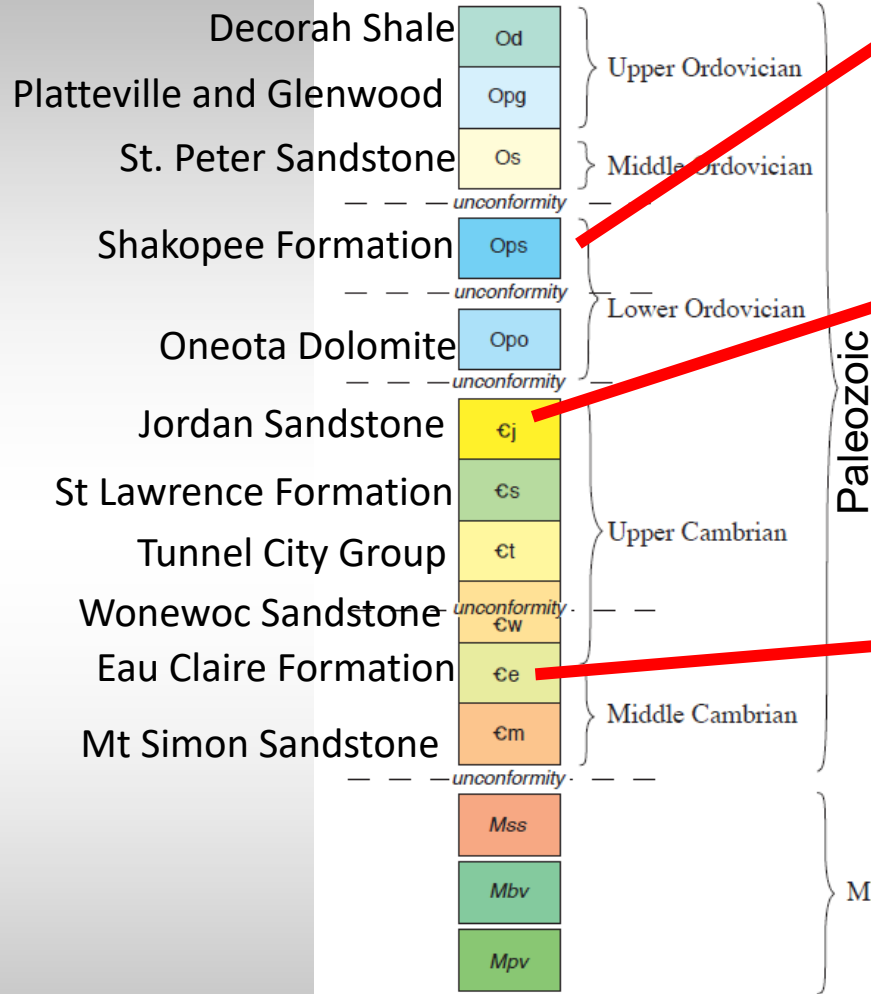 Decorah Shale Od
Upper Ordovician
Platteville and Glenwood Opg
St. Peter Sandstone Os
Middle Ordovician
unconformity
Shakopee Formation Ops
unconformity
Lower Ordovician
Oneota Dolomite Opo
unconformity
Paleozoic
Jordan Sandstone €j
St Lawrence Formation €s
Upper Cambrian
Tunnel City Group €t
unconformity
Wonewoc Sandstone €w
Eau Claire Formation €e
Middle Cambrian
Mt Simon Sandstone €m
unconformity
Mss
Mbv
M
Mpv